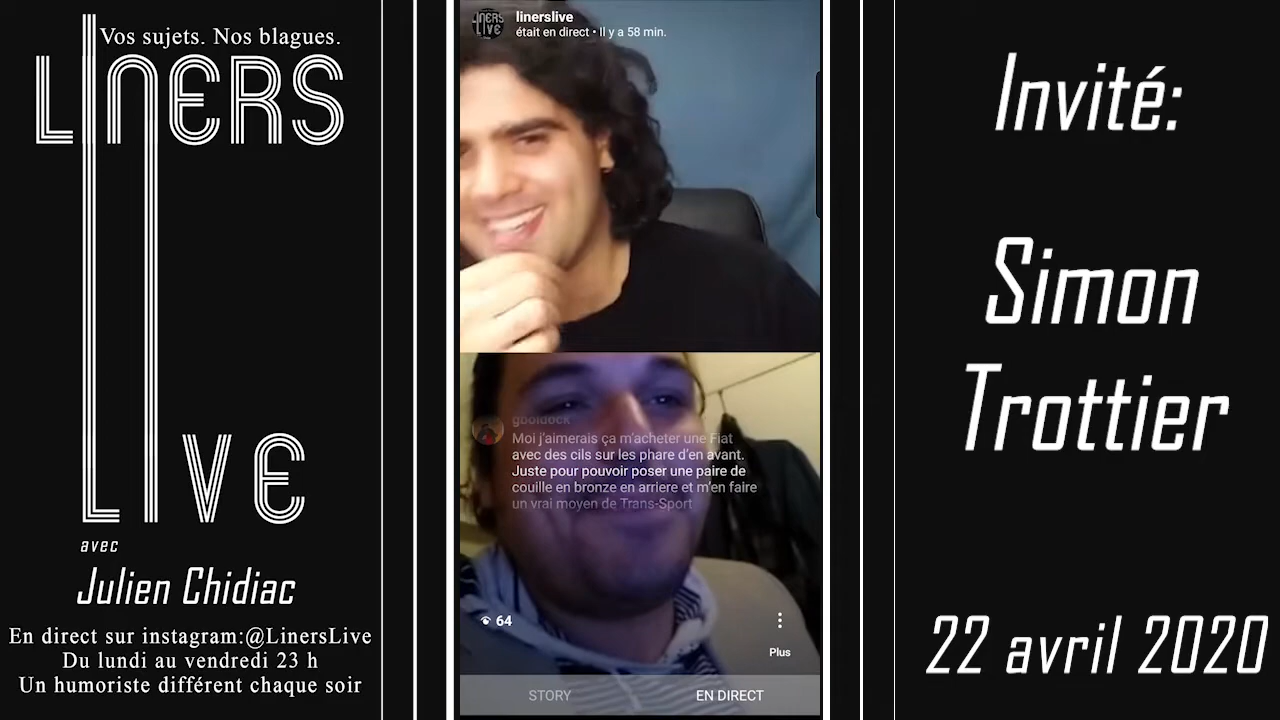 Vos sujets. Nos blagues.
LINERS
LIVE
avec
Julien Chidiac
En direct sur instagram:@LinersLive
Du lundi au vendredi 23 h
Un humoriste différent chaque soir
LINERS
LIVE
linerslive
était en direct • Il y a 58 min.
gboldock
Moi j'aimerais ça m'acheter une Fiat
avec des cils sur les phare d'en avant.
Juste pour pouvoir poser une paire de
couille en bronze en arriere et m'en faire
un vrai moyen de Trans-Sport
64
Plus
STORY
EN DIRECT
Invité:
Simon
Trottier
22 avril 2020